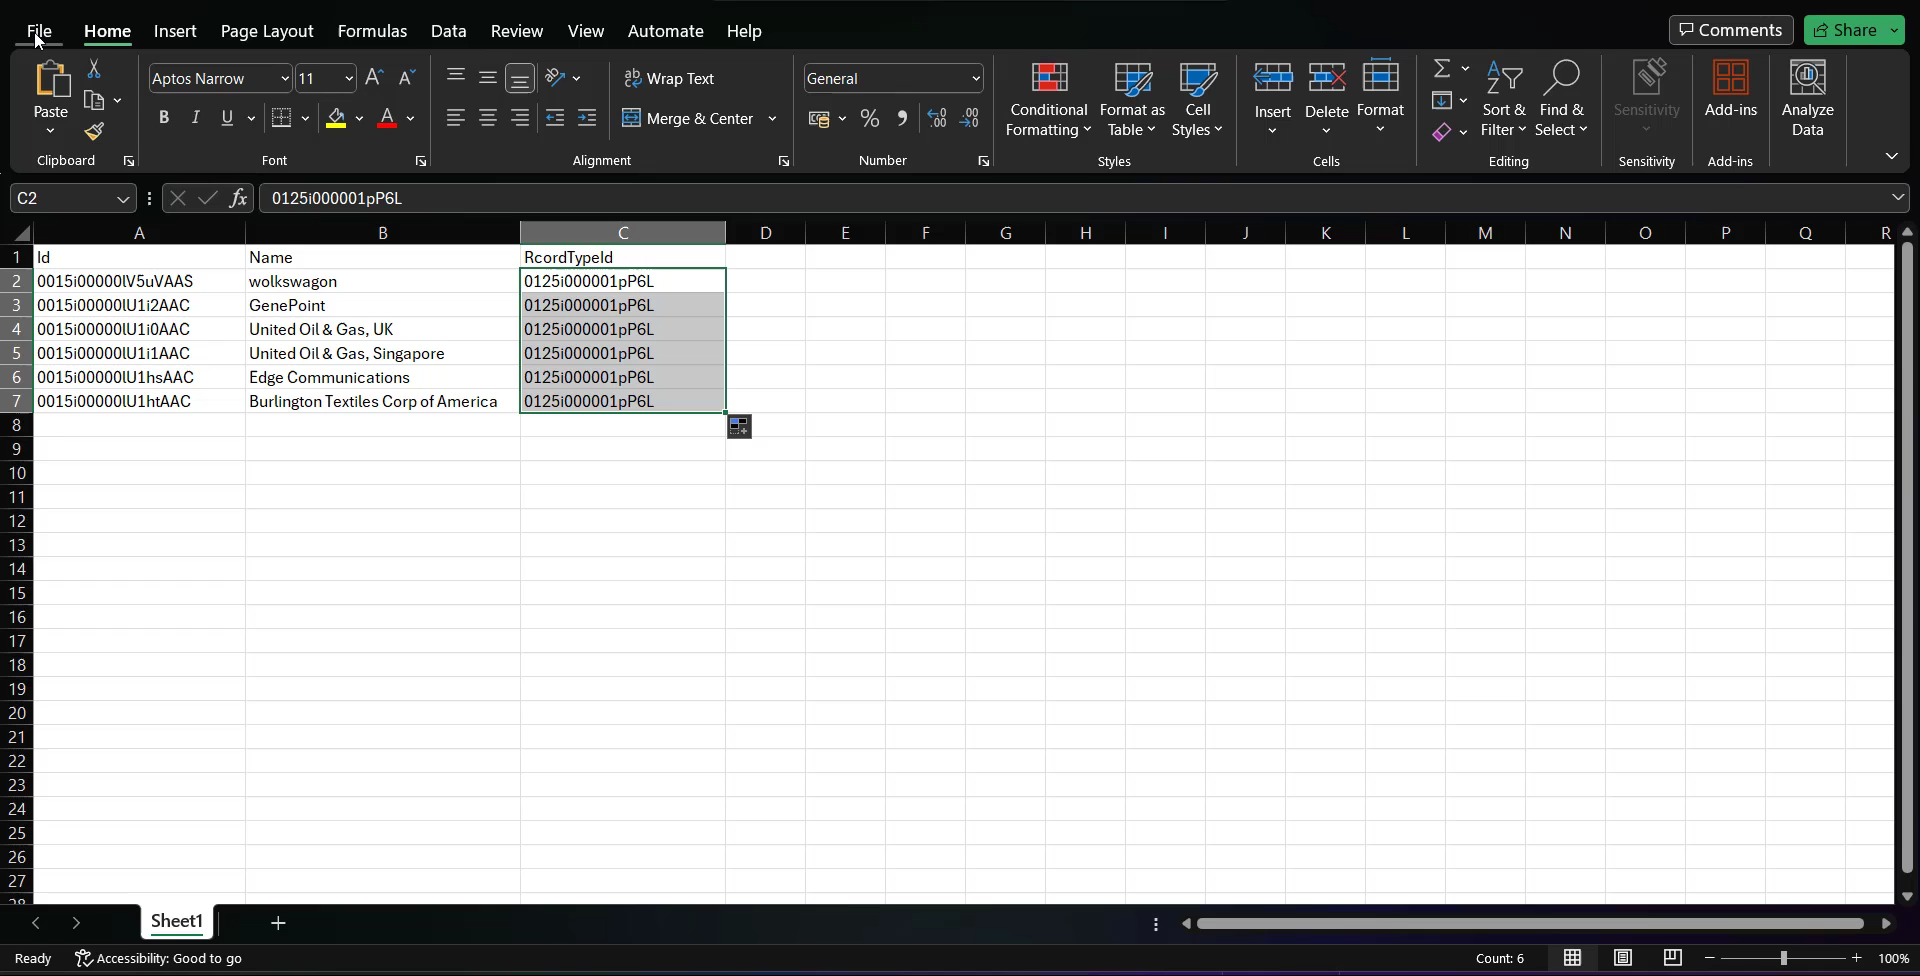 File Home Insert Page Layout Formulas Data Review View Automate Help Comments Share
Paste Aptos Narrow 11 A A Wrap Text General Conditional Formatting Format as Table Cell Styles Insert Delete Format Sort & Filter Find & Select Sensitivity Add-ins Analyze Data
B I U A Merge & Center % 9
Clipboard Font Alignment Number Styles Cells Editing Sensitivity Add-ins
C2 fx 0125i000001pP6L
A B C D E F G H I J K L M N O P Q R
1 Id Name RcordTypeId
2 0015i00000lV5uVAAS wolkswagon 0125i000001pP6L
3 0015i00000lU1i2AAC GenePoint 0125i000001pP6L
4 0015i00000lU1i0AAC United Oil & Gas, UK 0125i000001pP6L
5 0015i00000lU1i1AAC United Oil & Gas, Singapore 0125i000001pP6L
6 0015i00000lU1hsAAC Edge Communications 0125i000001pP6L
7 0015i00000lU1htAAC Burlington Textiles Corp of America 0125i000001pP6L
8
9
10
11
12
13
14
15
16
17
18
19
20
21
22
23
24
25
26
27
28
Sheet1
Ready Accessibility: Good to go Count: 6 100%